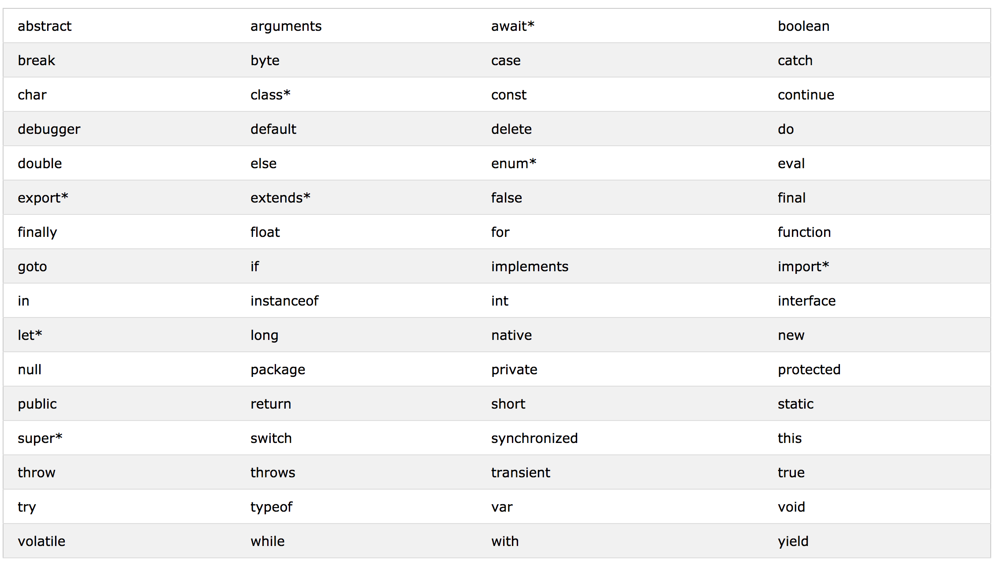 abstract arguments await* boolean
break byte case catch
char class* const continue
debugger default delete do
double else enum* eval
export* extends* false final
finally float for function
goto if implements import*
in instanceof int interface
let* long native new
null package private protected
public return short static
super* switch synchronized this
throw throws transient true
try typeof var void
volatile while with yield